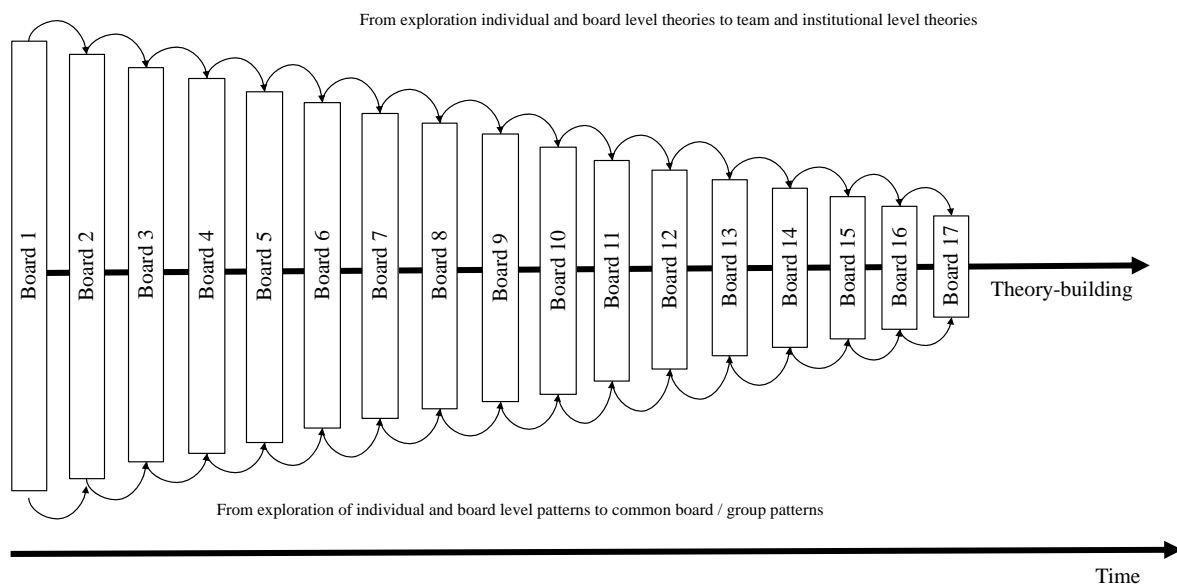 From exploration individual and board level theories to team and institutional level theories
Board 1
Board 2
Board 3
Board 4
Board 5
Board 6
Board 7
Board 8
Board 9
Board 10
Board 11
Board 12
Board 13
Board 14
Board 15
Board 16
Board 17
Theory-building
From exploration of individual and board level patterns to common board / group patterns
Time